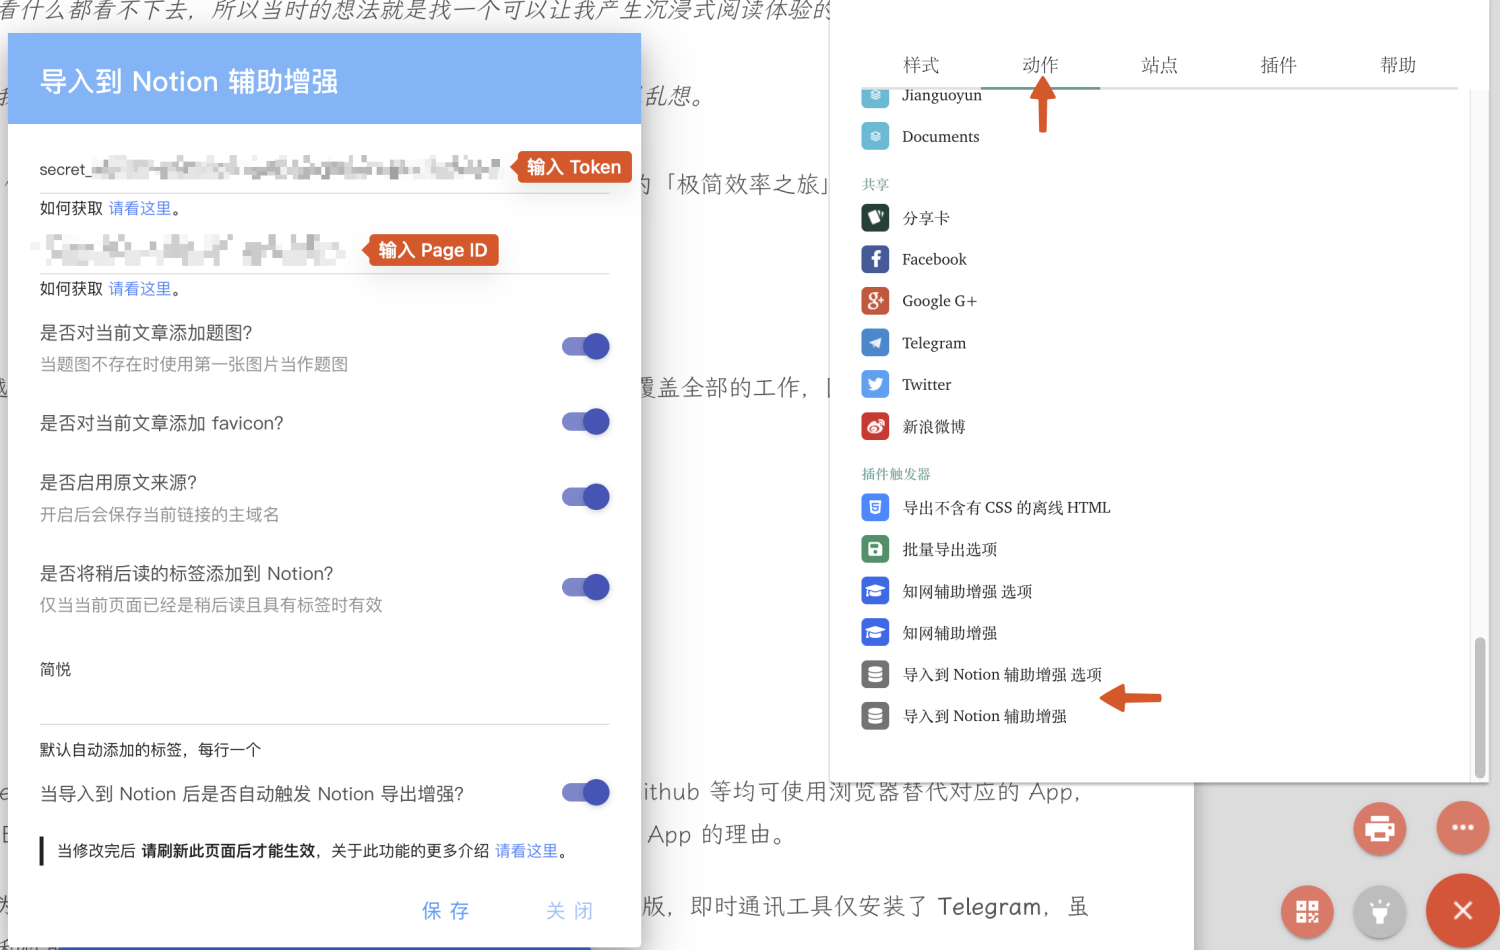 看什么都看不下去，所以当时的想法就是找一个可以让我产生沉浸式阅读体验的
导入到 Notion 辅助增强
乱想。
secret_
输入 Token
如何获取 请看这里。
的「极简效率之旅」
输入 Page ID
如何获取 请看这里。
是否对当前文章添加题图?
当题图不存在时使用第一张图片当作题图
覆盖全部的工作，
是否对当前文章添加 favicon?
是否启用原文来源?
开启后会保存当前链接的主域名
是否将稍后读的标签添加到 Notion?
仅当当前页面已经是稍后读且具有标签时有效
简悦
默认自动添加的标签，每行一个
当导入到 Notion 后是否自动触发 Notion 导出增强?
ithub 等均可使用浏览器替代对应的 App，
App 的理由。
当修改完后 请刷新此页面后才能生效，关于此功能的更多介绍 请看这里。
保 存
关 闭
版，即时通讯工具仅安装了 Telegram，虽
样式
动作
站点
插件
帮助
Jianguoyun
Documents
共享
分享卡
Facebook
Google G+
Telegram
Twitter
新浪微博
插件触发器
导出不含有 CSS 的离线 HTML
批量导出选项
知网辅助增强 选项
知网辅助增强
导入到 Notion 辅助增强 选项
导入到 Notion 辅助增强